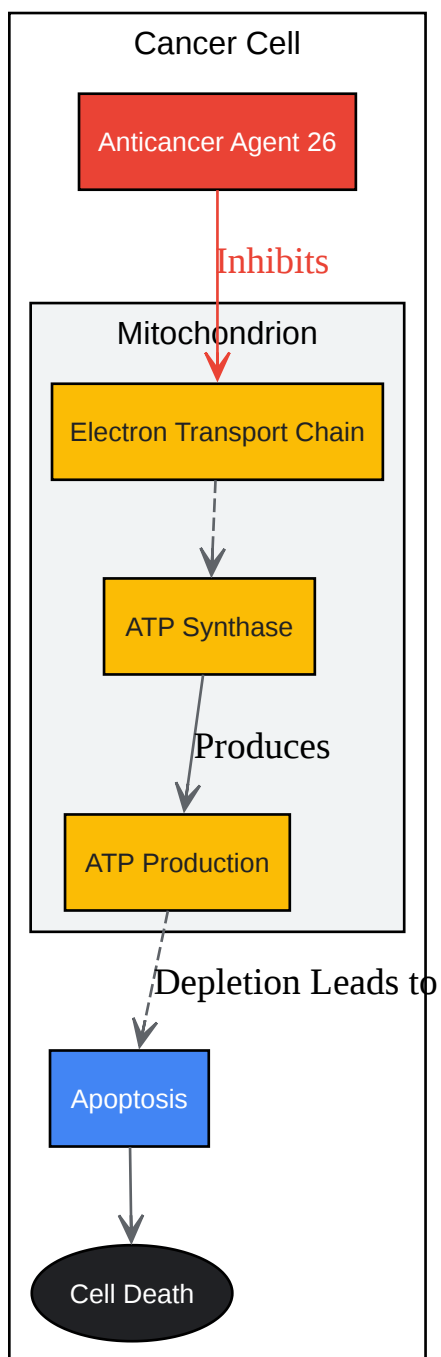 Cancer Cell
Anticancer Agent 26
Inhibits
Mitochondrion
Electron Transport Chain
ATP Synthase
Produces
ATP Production
Depletion Leads to
Apoptosis
Cell Death